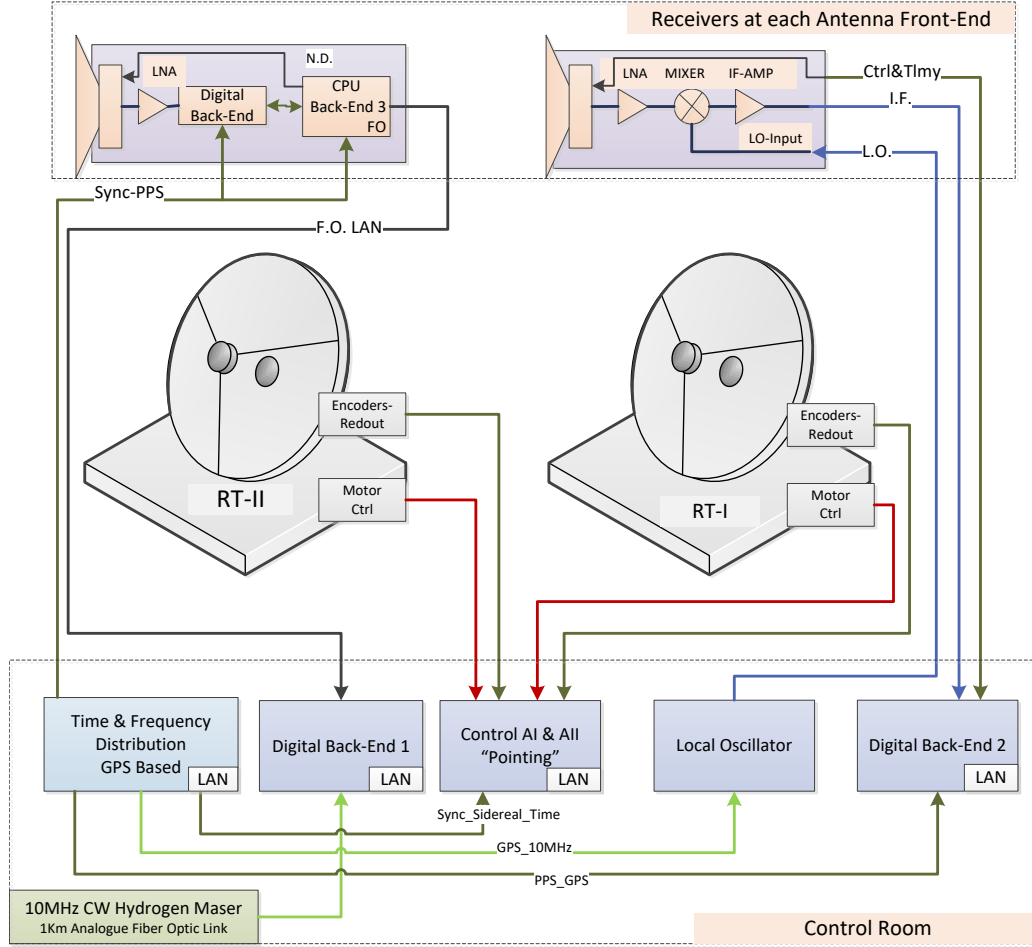 Receivers at each Antenna Front-End
N.D.
LNA
CPU
Back-End 3
FO
Digital
Back-End
LNA
MIXER
IF-AMP
Ctrl&Tlmy
I.F.
LO-Input
L.O.
Sync-PPS
F.O. LAN
Encoders-
Redout
Encoders-
Redout
RT-II
Motor
Ctrl
RT-I
Motor
Ctrl
Time & Frequency
Distribution
GPS Based
LAN
Digital Back-End 1
LAN
Control AI & AII
“Pointing”
LAN
Local Oscillator
Digital Back-End 2
LAN
Sync_Sidereal_Time
GPS_10MHz
PPS_GPS
10MHz CW Hydrogen Maser
1Km Analogue Fiber Optic Link
Control Room